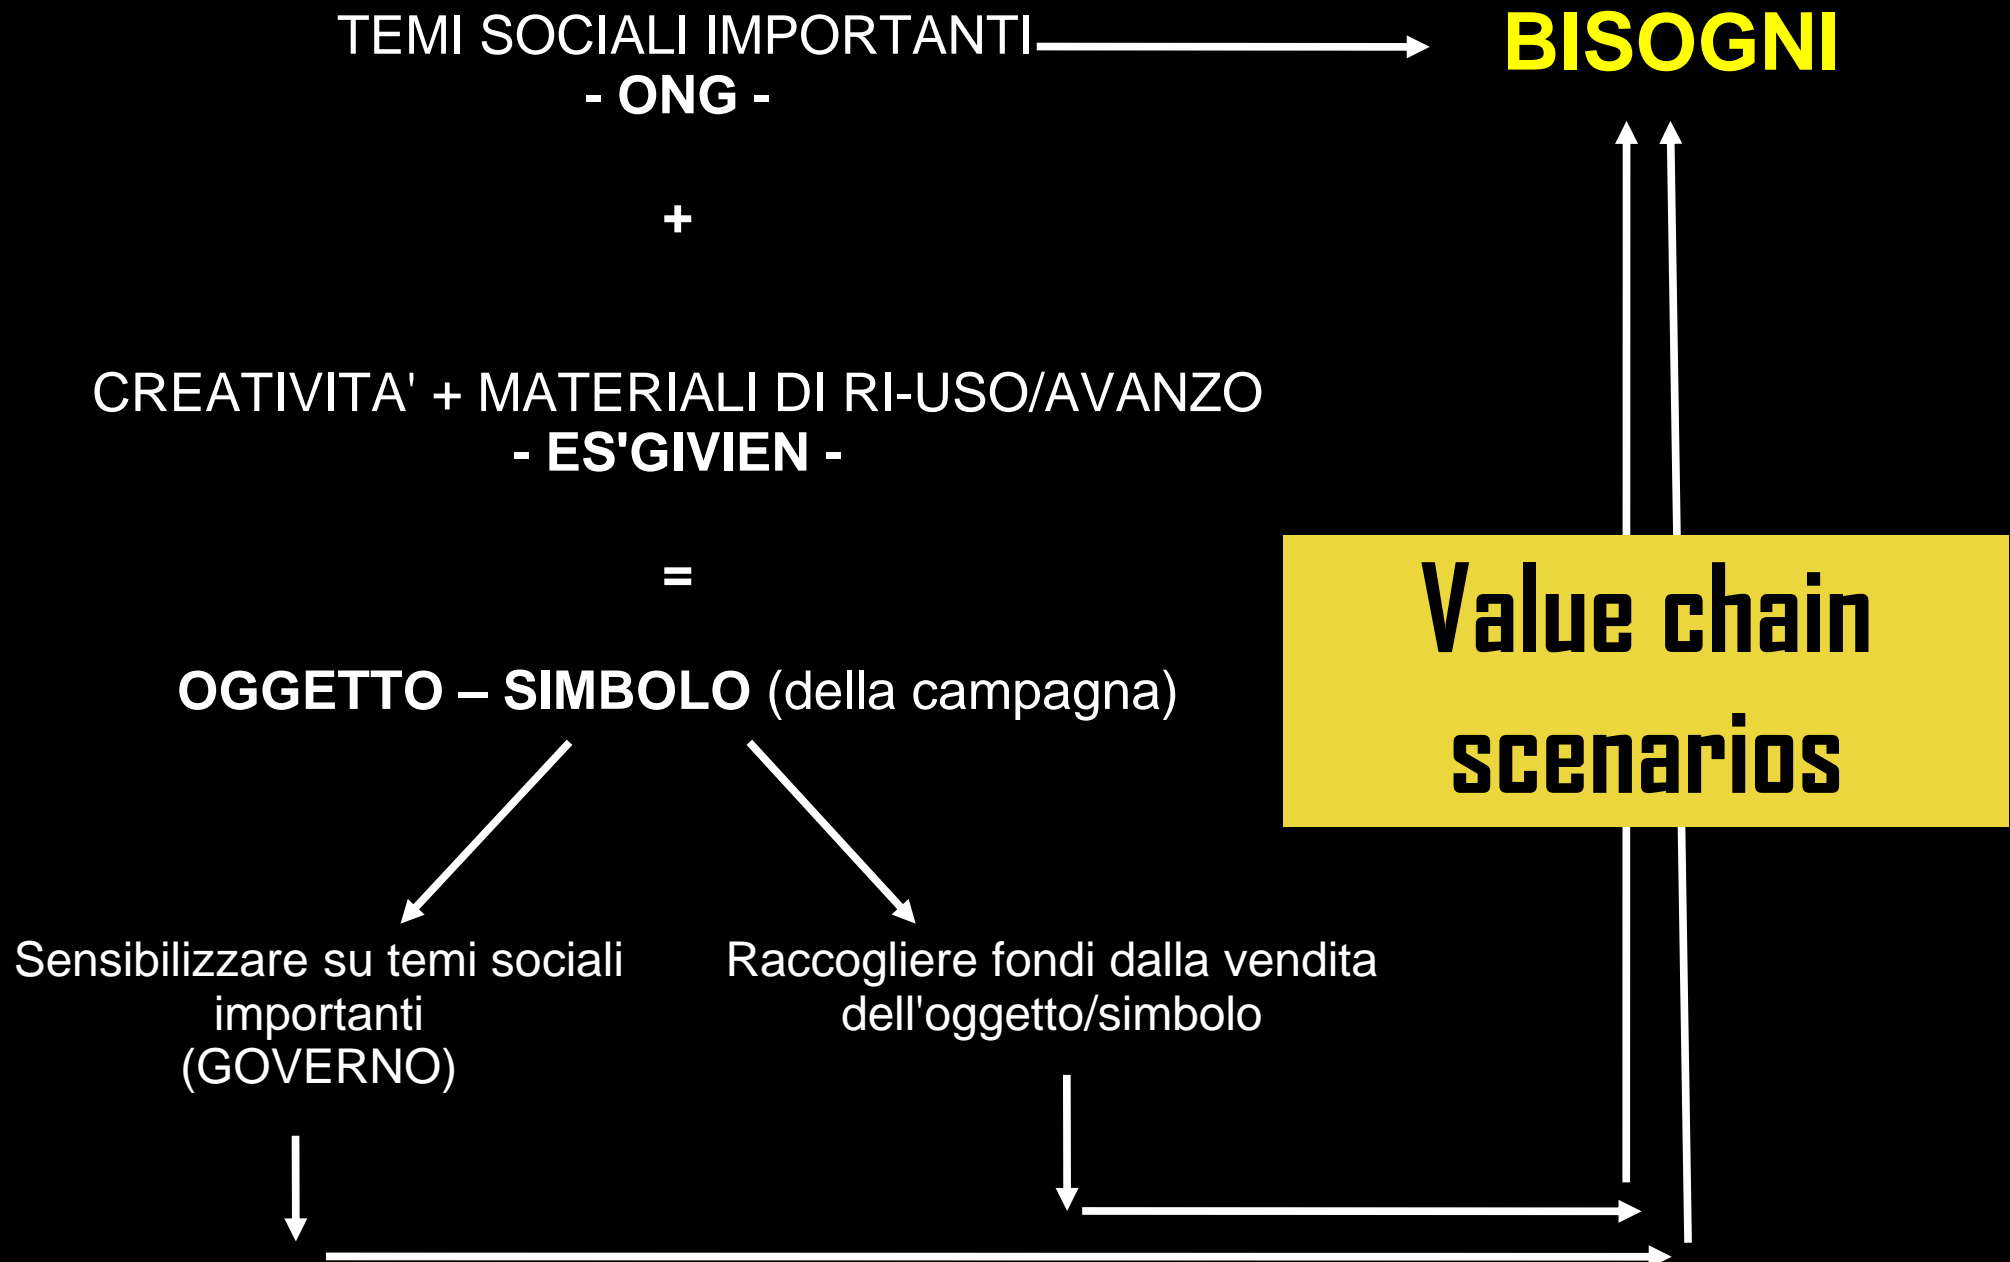 TEMI SOCIALI IMPORTANTI
- ONG -
BISOGNI
+
CREATIVITA' + MATERIALI DI RI-USO/AVANZO
- ES'GIVIEN -
=
OGGETTO – SIMBOLO (della campagna)
Value chain
scenarios
Sensibilizzare su temi sociali
importanti
(GOVERNO)
Raccogliere fondi dalla vendita
dell'oggetto/simbolo